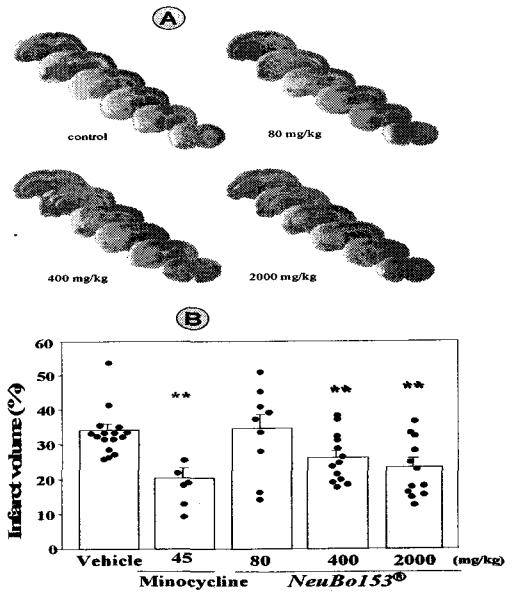 A
control
80 mg/kg
400 mg/kg
2000 mg/kg
B
Infarct volume (%)
60
50
40
30
20
10
0
**
**
**
Vehicle 45 80 400 2000 (mg/kg)
Minocycline NeuBo153®